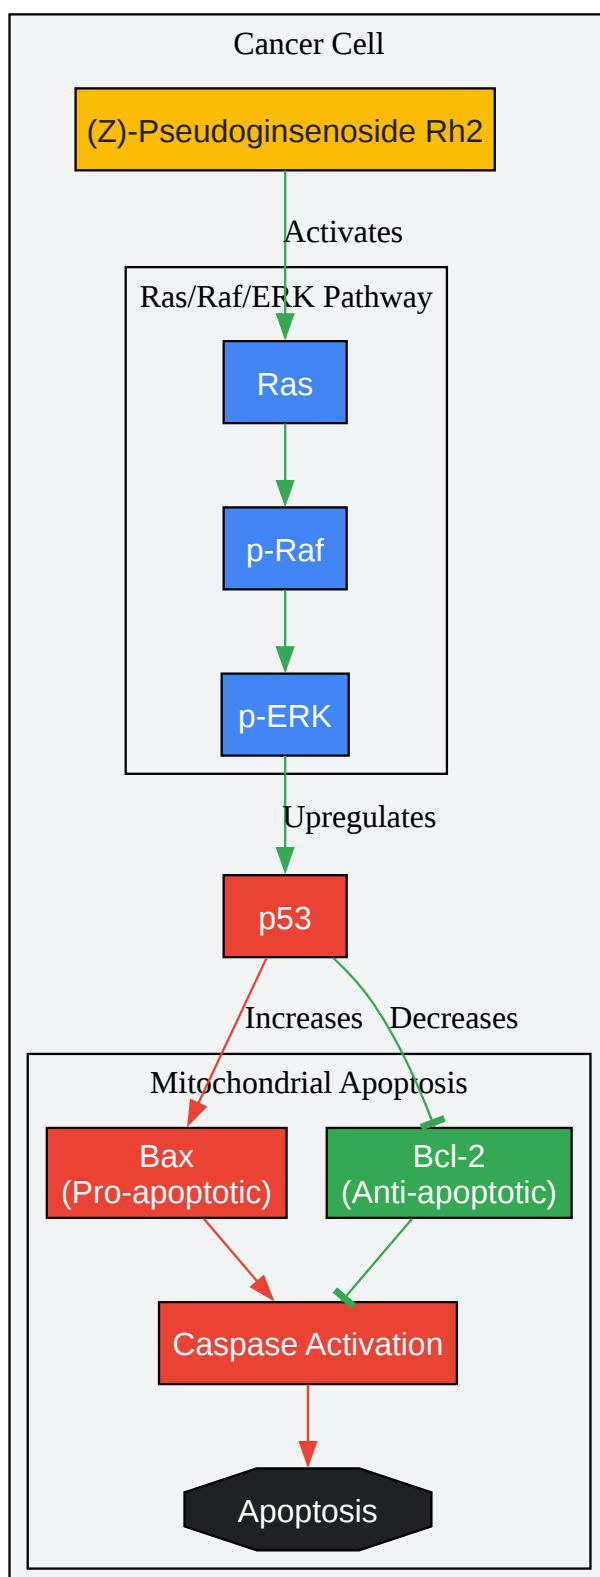 Cancer Cell
(Z)-Pseudoginsenoside Rh2
Activates
Ras/Raf/ERK Pathway
Ras
p-Raf
p-ERK
Upregulates
p53
Increases
Decreases
Mitochondrial Apoptosis
Bax
(Pro-apoptotic)
Bcl-2
(Anti-apoptotic)
Caspase Activation
Apoptosis